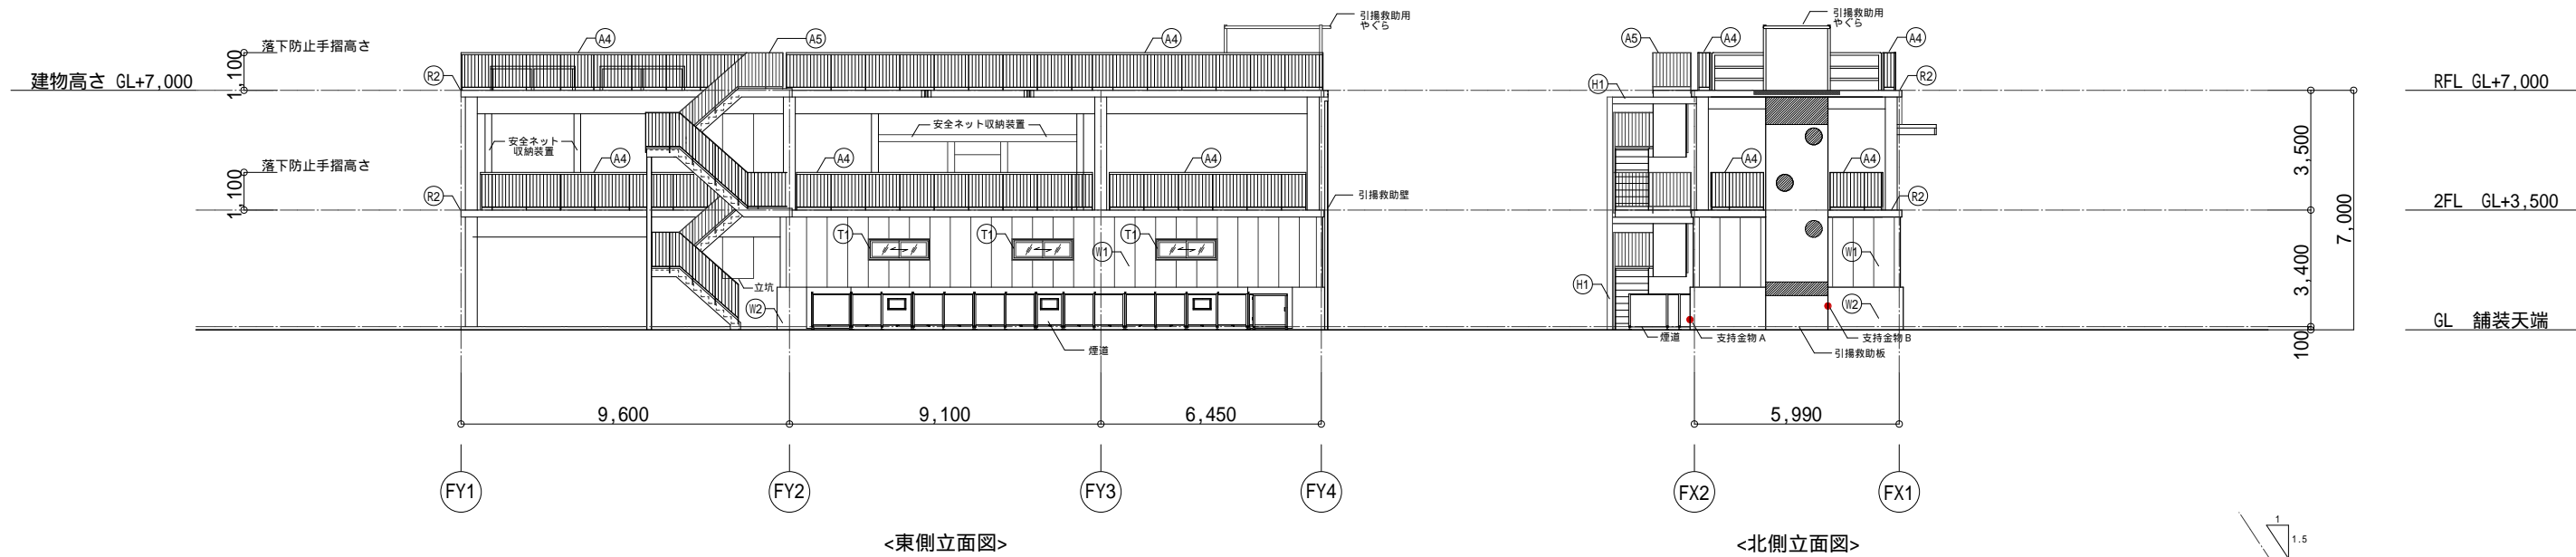 引揚救助用
やぐら
引揚救助用
やぐら
落下防止手摺高さ
A4
A5
A4
A5
A4
A4
1,100
建物高さ GL+7,000
R2
H1
R2
RFL GL+7,000
安全ネット
収納装置
安全ネット収納装置
3,500
落下防止手摺高さ
A4
A4
A4
A4
A4
1,100
R2
引揚救助壁
R2
2FL GL+3,500
7,000
T1
T1
W1
T1
W1
3,400
立坑
H1
W2
W2
煙道
煙道
支持金物A
支持金物B
引揚救助板
GL 舗装天端
100
9,600
9,100
6,450
5,990
FY1
FY2
FY3
FY4
FX2
FX1
<東側立面図>
<北側立面図>
1
1.5